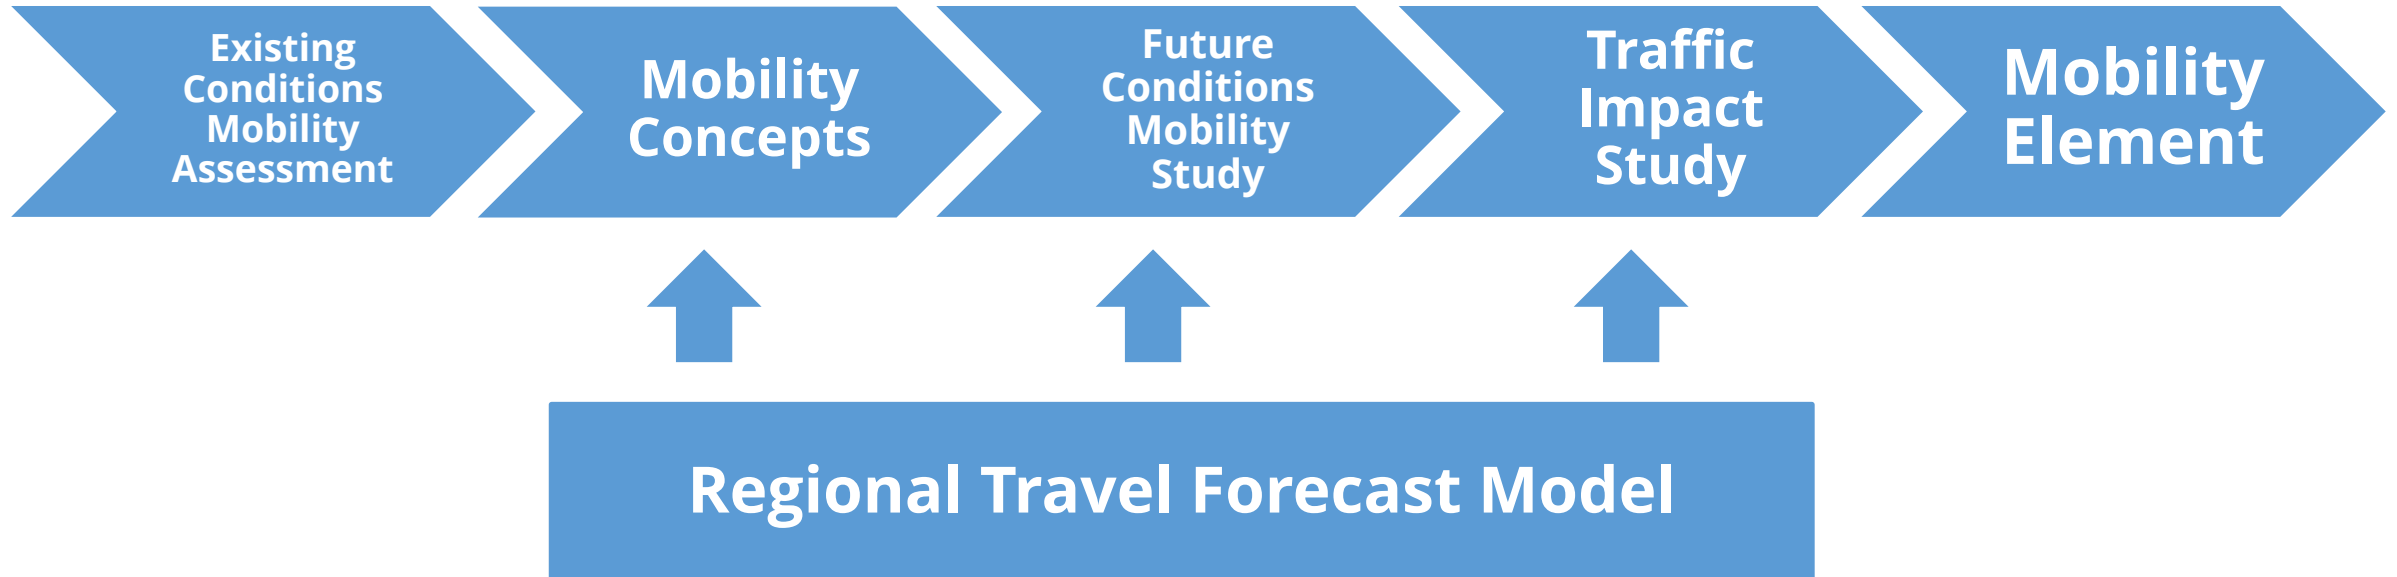 Existing
Conditions
Mobility
Assessment
Mobility
Concepts
Future
Conditions
Mobility
Study
Traffic
Impact
Study
Mobility
Element
Regional Travel Forecast Model